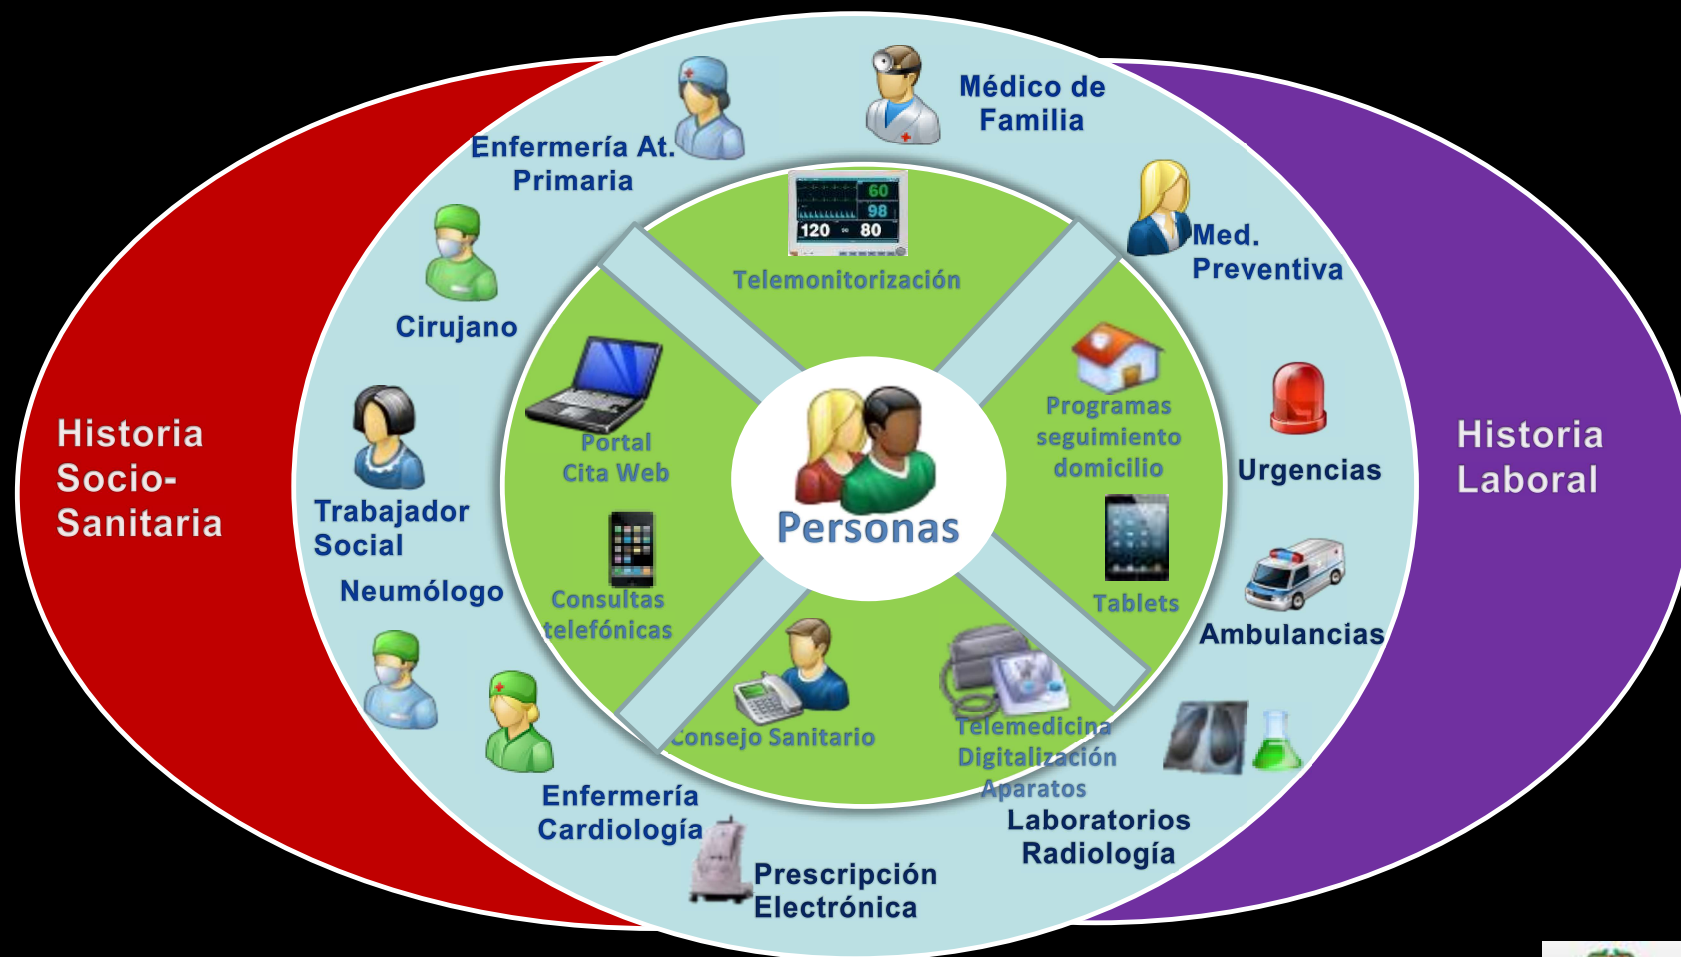 Médico de
Familia
Enfermería At.
Primaria
Med.
Preventiva
Cirujano
60
98
120
80
Telemonitorización
Portal
Cita Web
Programas
seguimiento
domicilio
Historia
Socio-
Sanitaria
Historia
Laboral
Urgencias
Personas
Trabajador
Social
Neumólogo
Consultas
telefónicas
Tablets
Ambulancias
Consejo Sanitario
Telemedicina
Digitalización
Aparatos
Enfermería
Cardiología
Laboratorios
Radiología
Prescripción
Electrónica